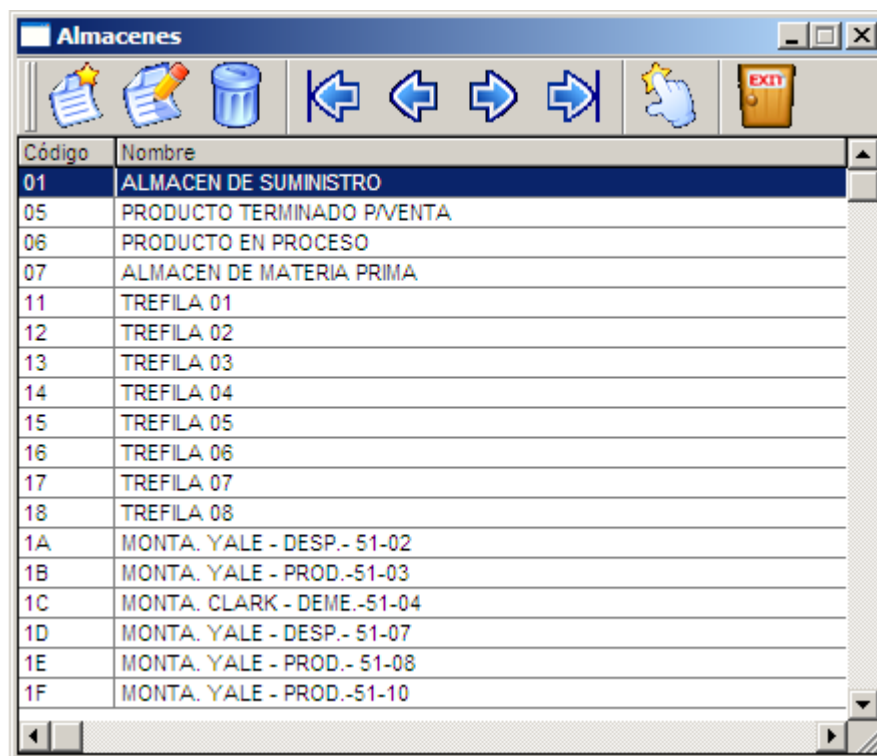 Almacenes
EXIT
Código Nombre
01 ALMACEN DE SUMINISTRO
05 PRODUCTO TERMINADO P/VENTA
06 PRODUCTO EN PROCESO
07 ALMACEN DE MATERIA PRIMA
11 TREFILA 01
12 TREFILA 02
13 TREFILA 03
14 TREFILA 04
15 TREFILA 05
16 TREFILA 06
17 TREFILA 07
18 TREFILA 08
1A MONTA. YALE - DESP.- 51-02
1B MONTA. YALE - PROD.-51-03
1C MONTA. CLARK - DEME.-51-04
1D MONTA. YALE - DESP.- 51-07
1E MONTA. YALE - PROD.- 51-08
1F MONTA. YALE - PROD.-51-10